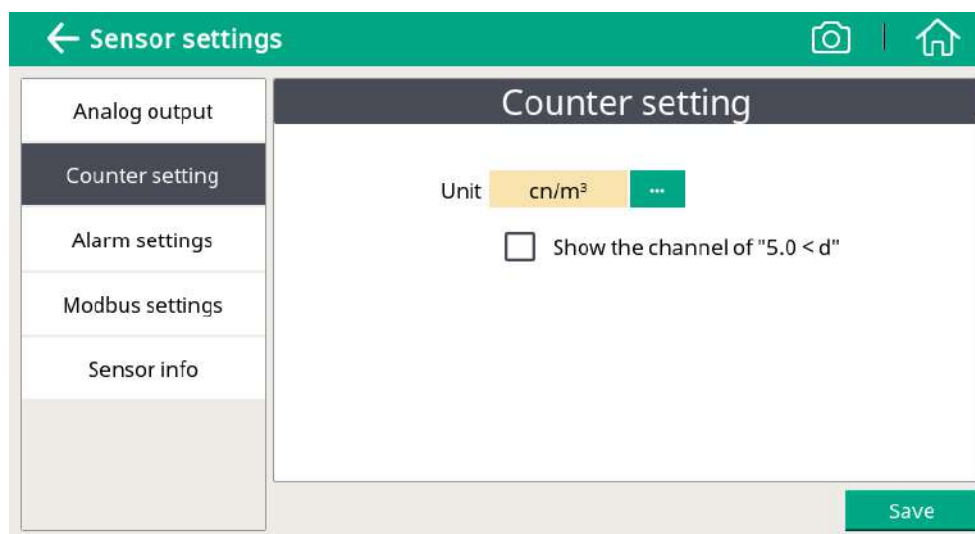 Sensor settings
Analog output
Counter setting
Alarm settings
Modbus settings
Sensor info
Counter setting
Unit cn/m³ ...
Show the channel of "5.0 < d"
Save